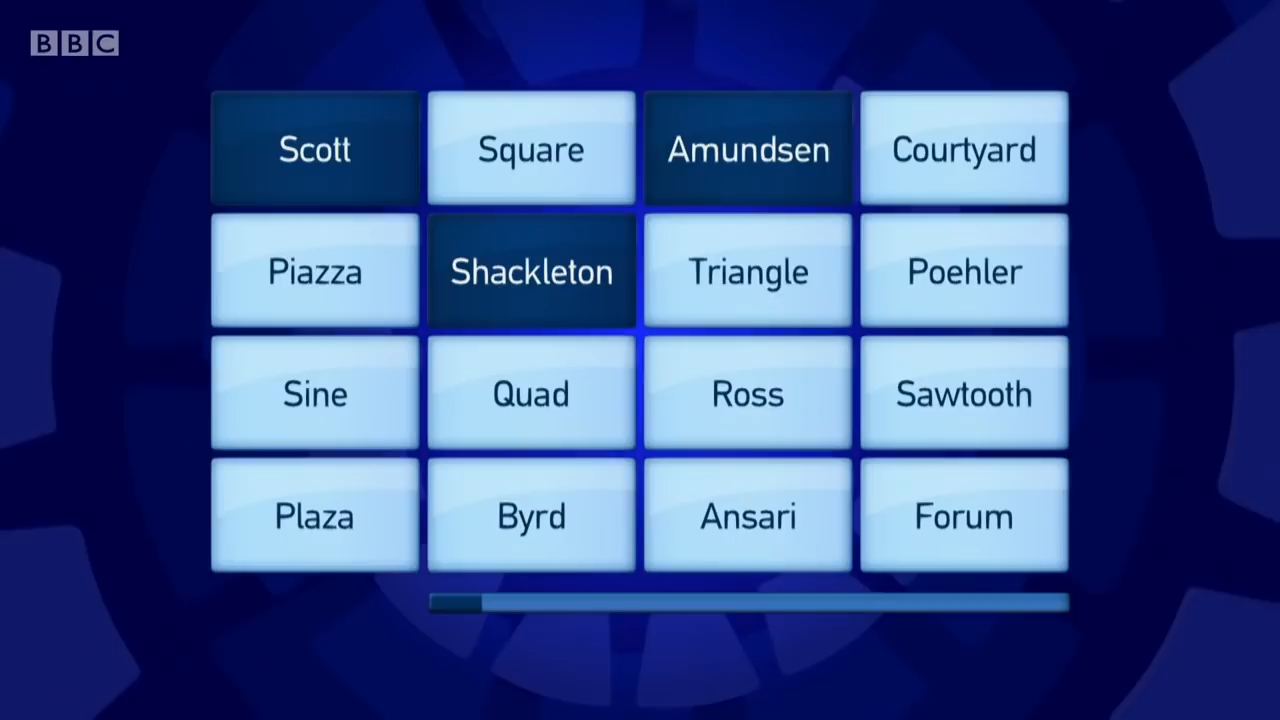 BBC
Scott
Square
Amundsen
Courtyard
Piazza
Shackleton
Triangle
Poehler
Sine
Quad
Ross
Sawtooth
Plaza
Byrd
Ansari
Forum